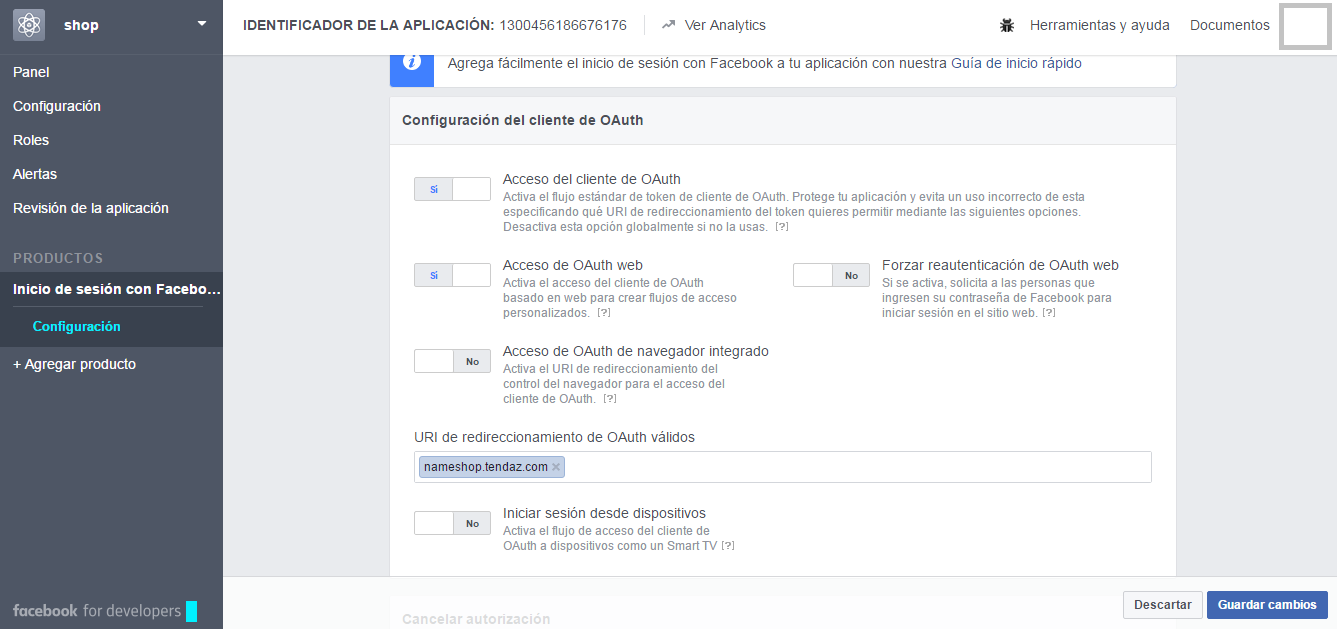 shop
IDENTIFICADOR DE LA APLICACIÓN: 1300456186676176
Ver Analytics
Herramientas y ayuda
Documentos
Panel
Configuración
Roles
Alertas
Revisión de la aplicación
PRODUCTOS
Inicio de sesión con Facebo...
Configuración
+ Agregar producto
facebook for developers
i
Agrega fácilmente el inicio de sesión con Facebook a tu aplicación con nuestra Guía de inicio rápido
Configuración del cliente de OAuth
Sí
Acceso del cliente de OAuth
Activa el flujo estándar de token de cliente de OAuth. Protege tu aplicación y evita un uso incorrecto de esta
especificando qué URI de redireccionamiento del token quieres permitir mediante las siguientes opciones.
Desactiva esta opción globalmente si no la usas. [?]
Sí
Acceso de OAuth web
Activa el acceso del cliente de OAuth
basado en web para crear flujos de acceso
personalizados. [?]
No
Forzar reautenticación de OAuth web
Si se activa, solicita a las personas que
ingresen su contraseña de Facebook para
iniciar sesión en el sitio web. [?]
No
Acceso de OAuth de navegador integrado
Activa el URI de redireccionamiento del
control del navegador para el acceso del
cliente de OAuth. [?]
URI de redireccionamiento de OAuth válidos
nameshop.tendaz.com ×
No
Iniciar sesión desde dispositivos
Activa el flujo de acceso del cliente de
OAuth a dispositivos como un Smart TV [?]
Cancelar autorización
Descartar
Guardar cambios